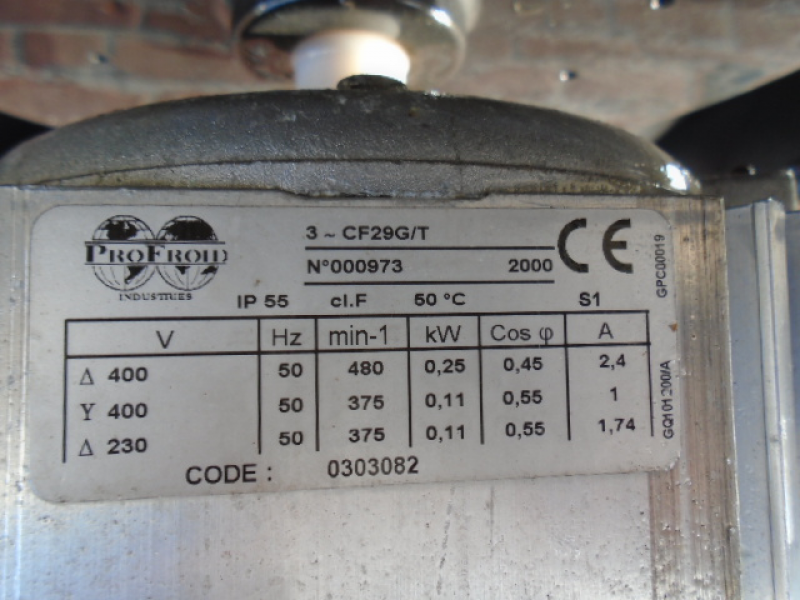 PROFROID
INDUSTRIES
3 ~ CF29G/T
N°000973 2000
CE
GPC00019
IP 55 cl.F 50 °C S1
V Hz min-1 kW Cos φ A
Δ 400 50 480 0,25 0,45 2,4
Y 400 50 375 0,11 0,55 1
Δ 230 50 375 0,11 0,55 1,74
GQ101200/A
CODE : 0303082